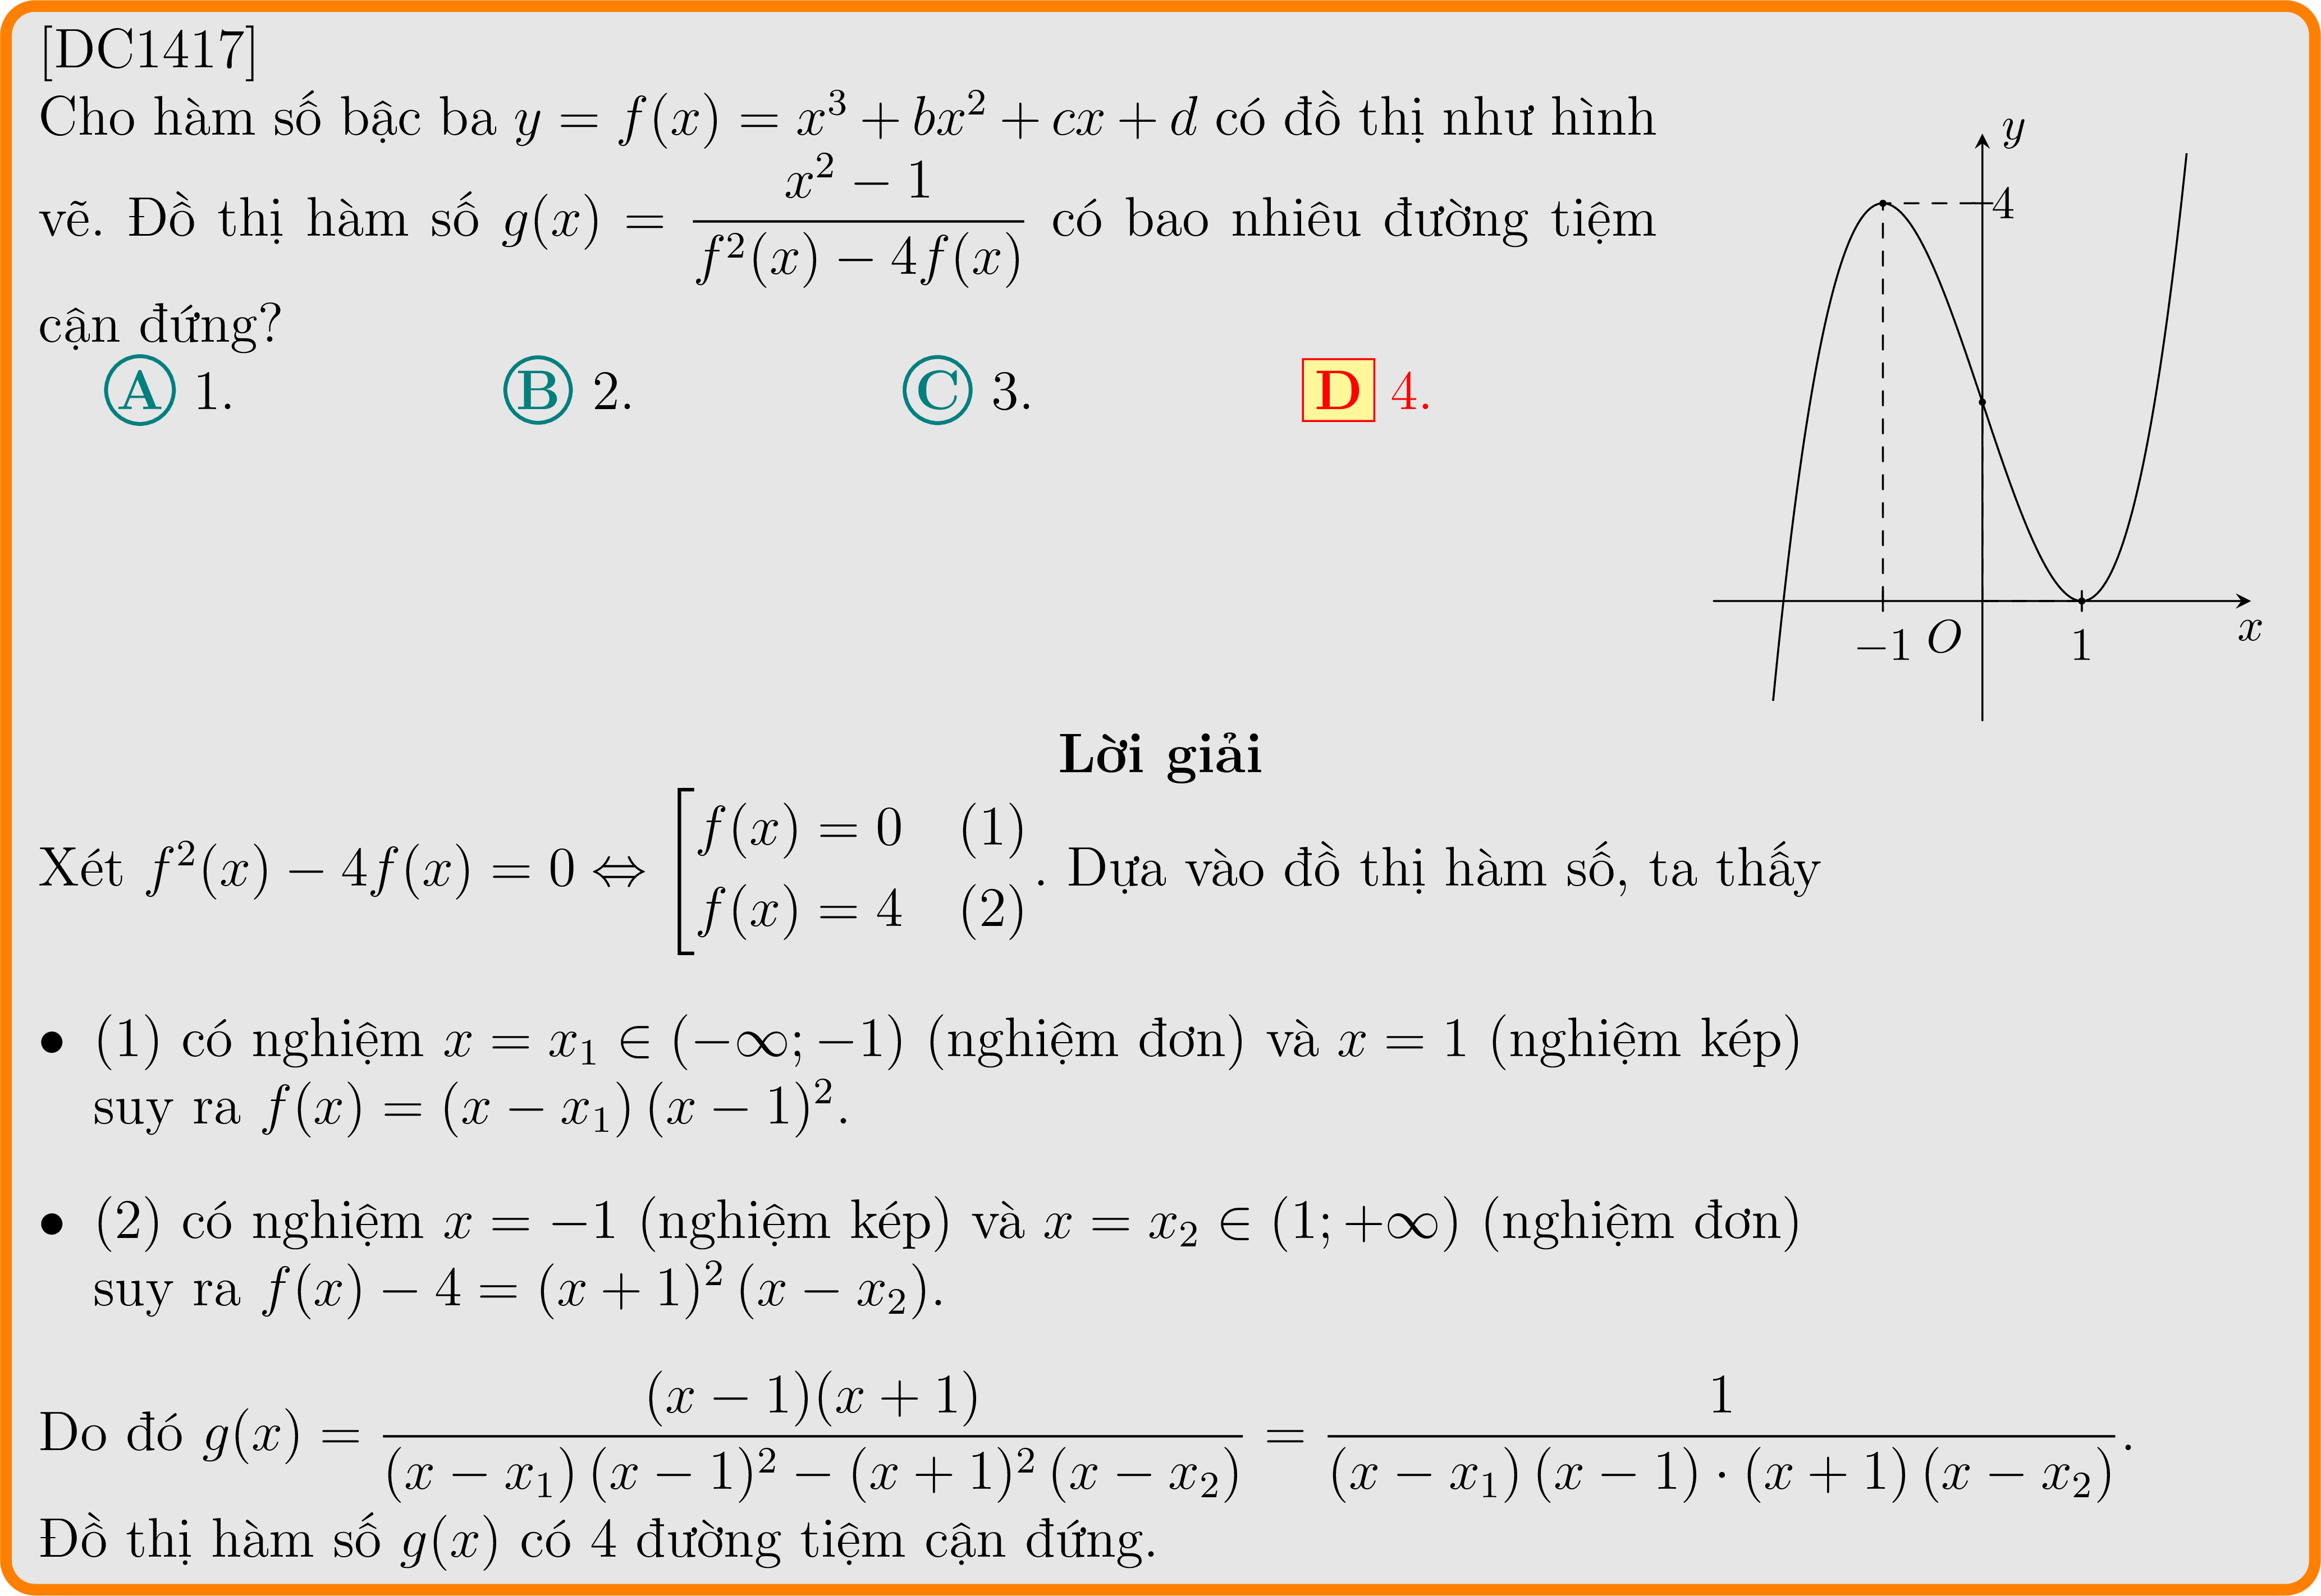 [DC1417]
Cho hàm số bậc ba $y = f(x) = x^3 + bx^2 + cx + d$ có đồ thị như hình
vẽ. Đồ thị hàm số $g(x) = \dfrac{x^2 - 1}{f^2(x) - 4f(x)}$ có bao nhiêu đường tiệm
cận đứng?
A 1. B 2. C 3. D 4.
y
4
−1 O 1 x
Lời giải
Xét $f^2(x) - 4f(x) = 0 \Leftrightarrow \left[\begin{array}{ll} f(x) = 0 & (1) \\ f(x) = 4 & (2) \end{array}\right.$. Dựa vào đồ thị hàm số, ta thấy
• (1) có nghiệm $x = x_1 \in (-\infty; -1)$ (nghiệm đơn) và $x = 1$ (nghiệm kép)
suy ra $f(x) = (x - x_1)(x - 1)^2$.
• (2) có nghiệm $x = -1$ (nghiệm kép) và $x = x_2 \in (1; +\infty)$ (nghiệm đơn)
suy ra $f(x) - 4 = (x + 1)^2(x - x_2)$.
Do đó $g(x) = \dfrac{(x - 1)(x + 1)}{(x - x_1)(x - 1)^2 - (x + 1)^2(x - x_2)} = \dfrac{1}{(x - x_1)(x - 1) \cdot (x + 1)(x - x_2)}$.
Đồ thị hàm số $g(x)$ có 4 đường tiệm cận đứng.